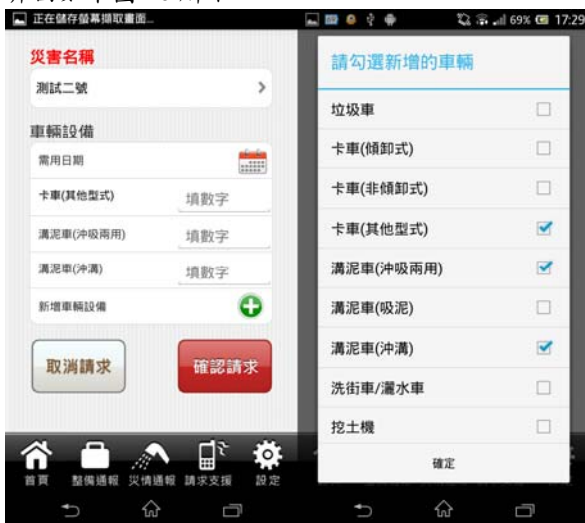 正在儲存螢幕擷取畫面...
災害名稱
測試二號
車輛設備
需用日期
卡車(其他型式) 填數字
溝泥車(沖吸兩用) 填數字
溝泥車(沖溝) 填數字
新增車輛設備
取消請求 確認請求
首頁 整備通報 災情通報 請求支援 設定
69% 17:29
請勾選新增的車輛
垃圾車
卡車(傾卸式)
卡車(非傾卸式)
卡車(其他型式)
溝泥車(沖吸兩用)
溝泥車(吸泥)
溝泥車(沖溝)
洗街車/灑水車
挖土機
確定